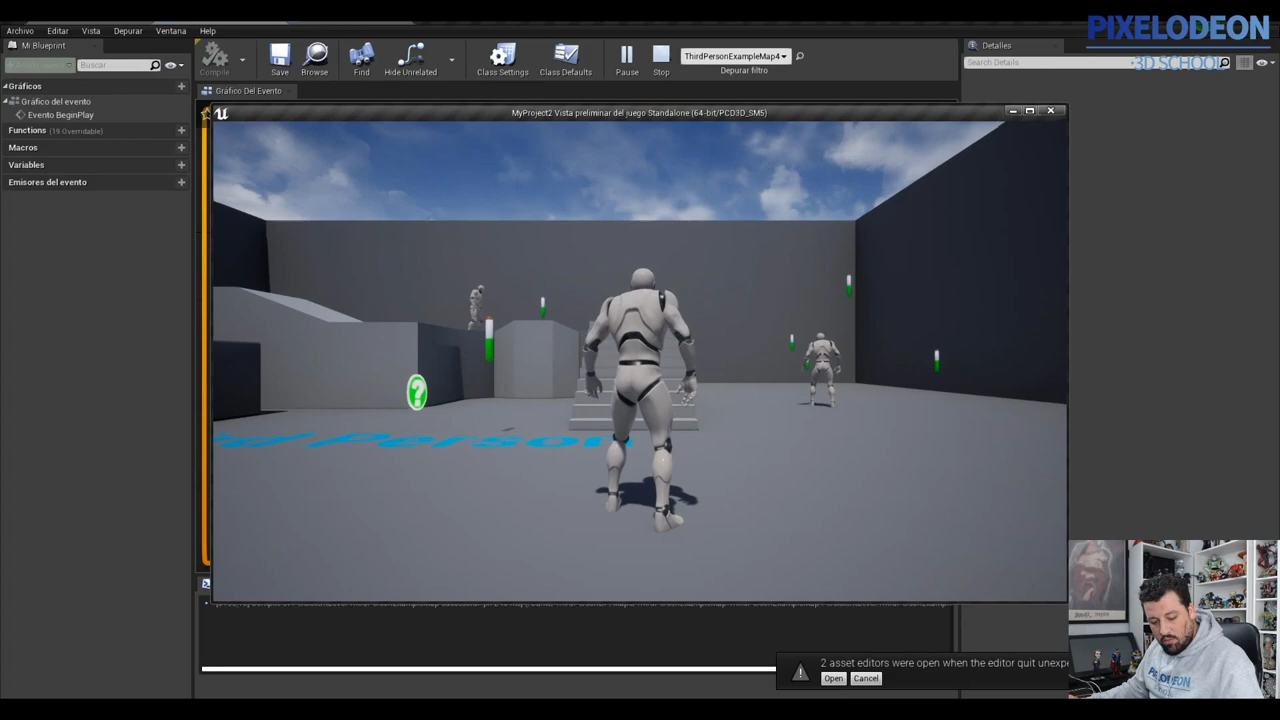 PIXELODEON
·3D SCHOOL
Archivo Editar Vista Depurar Ventana Help
Mi Blueprint
Buscar
Gráficos
Gráfico del evento
Evento BeginPlay
Functions (19 Overridable)
Macros
Variables
Emisores del evento
Compile Save Browse Find Hide Unrelated Class Settings Class Defaults Pause Stop
ThirdPersonExampleMap4
Depurar filtro
Gráfico Del Evento
Detalles
Search Details
MyProject2 Vista preliminar del juego Standalone (64-bit/PCD3D_SM5)
?
person
2 asset editors were open when the editor quit unexpe
Open Cancel
PIXELODEON